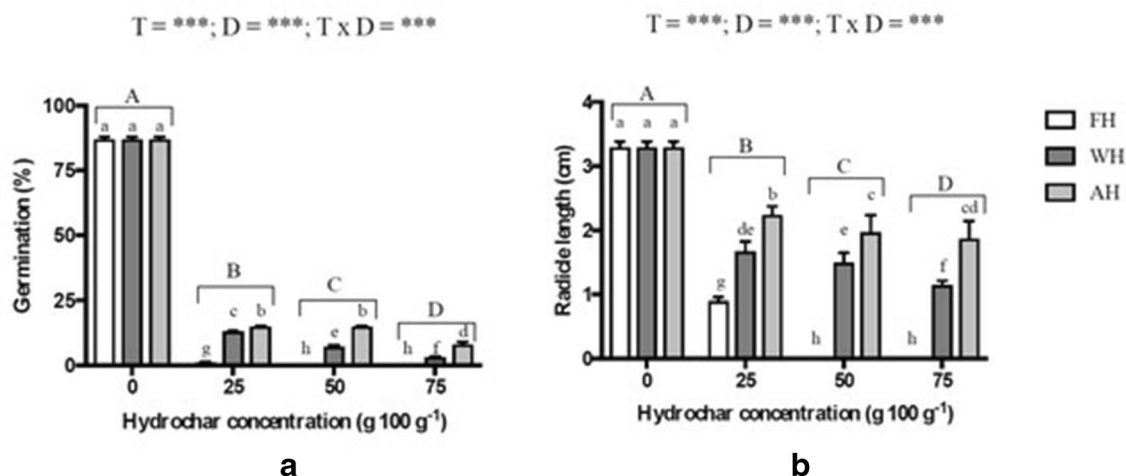 T = ***; D = ***; T x D = ***
Germination (%)
100
75
50
25
0
A
a a a
B
g c b
C
h e b
D
h f d
0 25 50 75
Hydrochar concentration (g 100 g⁻¹)
a
T = ***; D = ***; T x D = ***
Radicle length (cm)
4
3
2
1
0
A
a a a
B
g de b
C
h e c
D
h f cd
0 25 50 75
Hydrochar concentration (g 100 g⁻¹)
b
FH
WH
AH